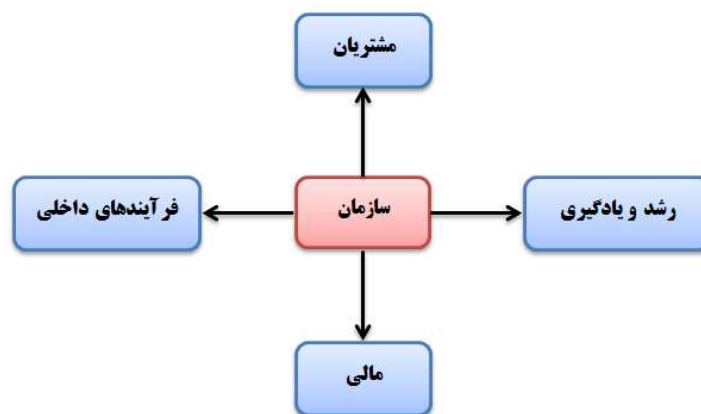 مشتریان
رشد و یادگیری
سازمان
فرآیندهای داخلی
مالی